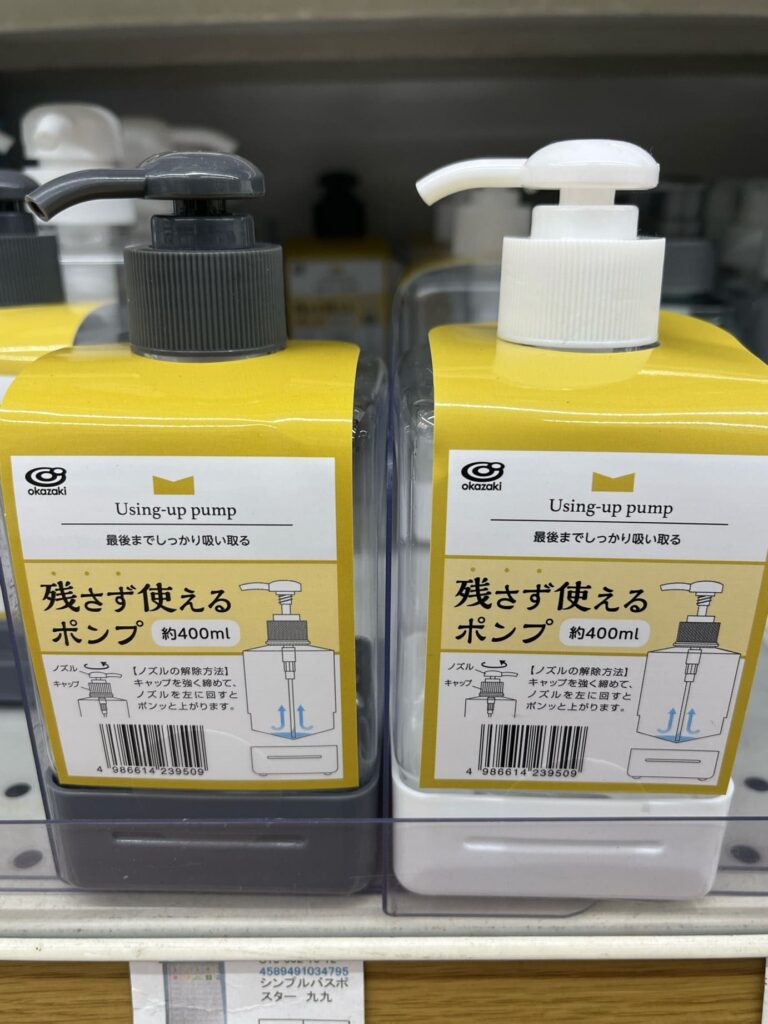 okazaki
Using-up pump
最後までしっかり吸い取る
残さず使える
ポンプ 約400ml
ノズル
キャップ
【ノズルの解除方法】
キャップを強く締めて、
ノズルを左に回すと
ポンッと上がります。
4 986614 239509
okazaki
Using-up pump
最後までしっかり吸い取る
残さず使える
ポンプ 約400ml
ノズル
キャップ
【ノズルの解除方法】
キャップを強く締めて、
ノズルを左に回すと
ポンッと上がります。
4 986614 239509
4589491034795
シンプルバスポ
スター 九九